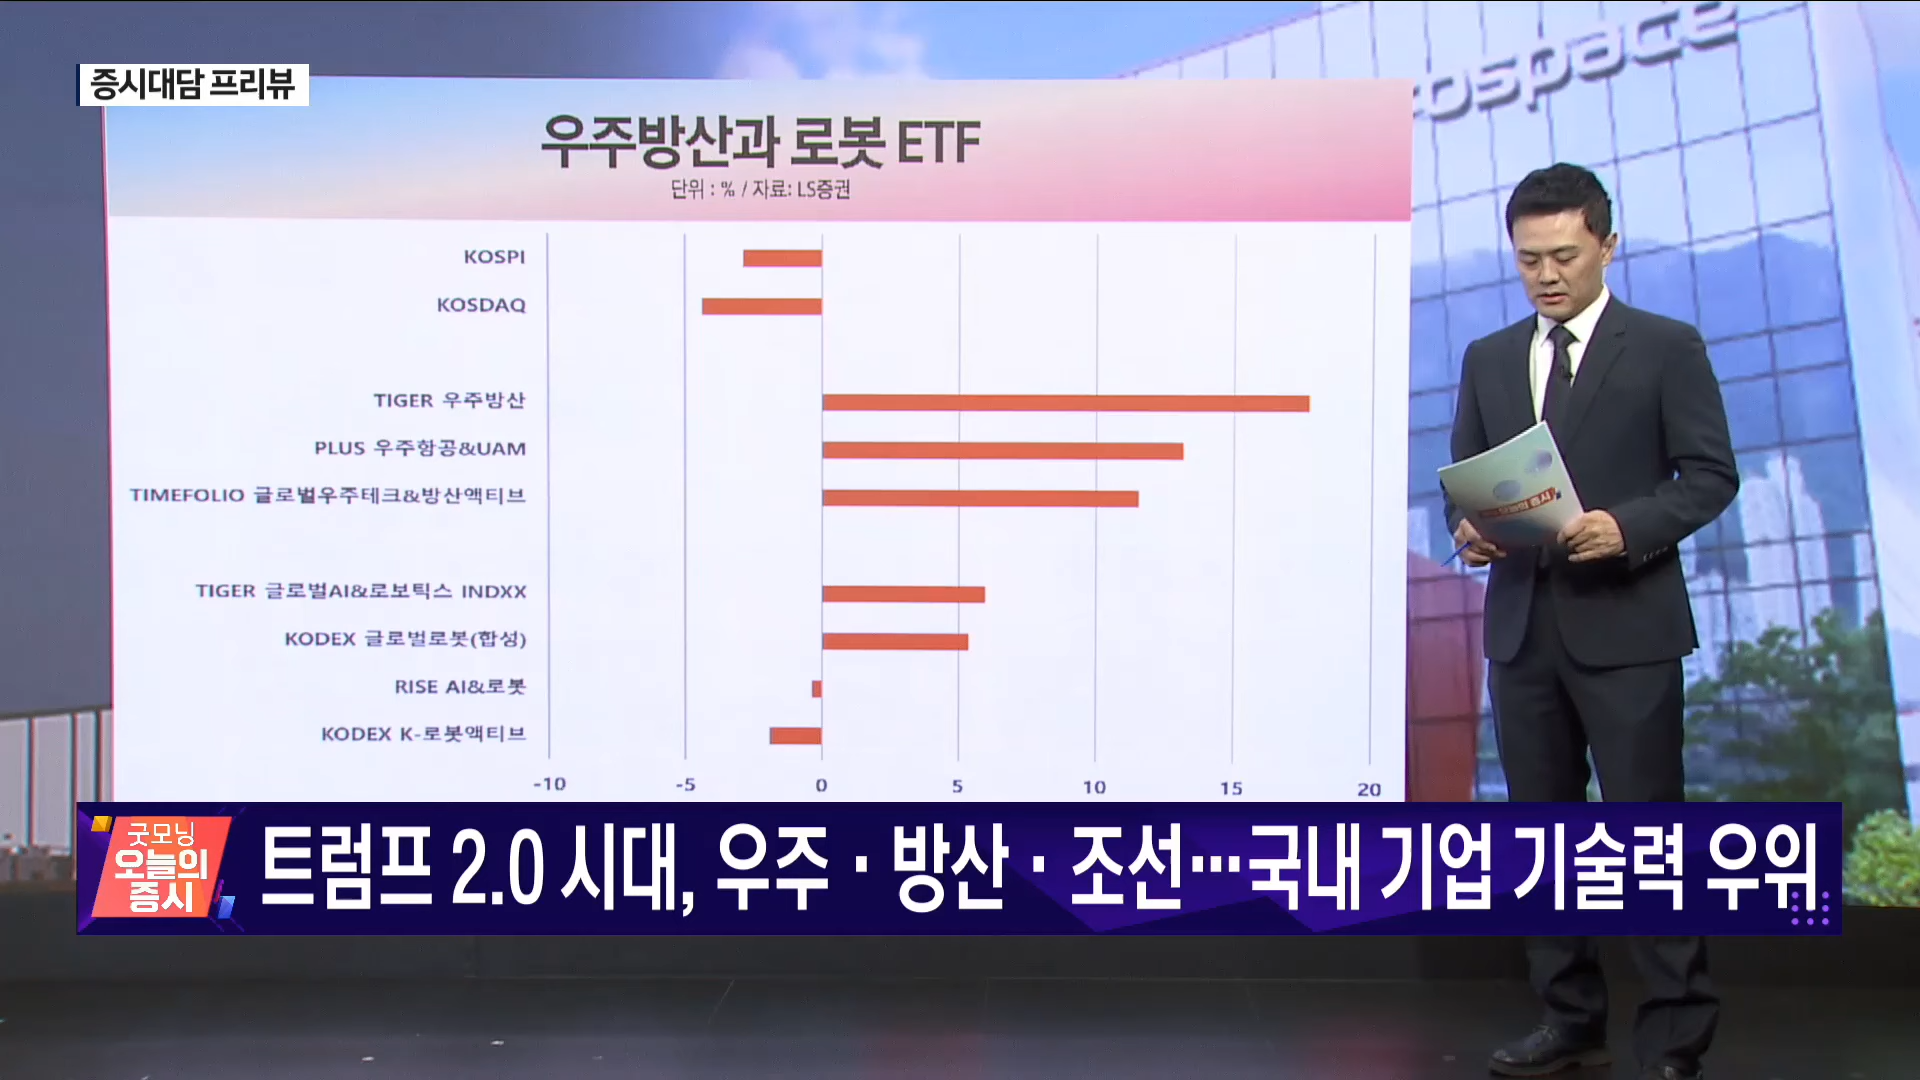 증시대담 프리뷰
우주방산과 로봇 ETF
단위 : % / 자료: LS증권
KOSPI
KOSDAQ
TIGER 우주방산
PLUS 우주항공&UAM
TIMEFOLIO 글로벌우주테크&방산액티브
TIGER 글로벌AI&로보틱스 INDXX
KODEX 글로벌로봇(합성)
RISE AI&로봇
KODEX K-로봇액티브
-10 -5 0 5 10 15 20
굿모닝
오늘의
증시
트럼프 2.0 시대, 우주·방산·조선…국내 기업 기술력 우위
ospace